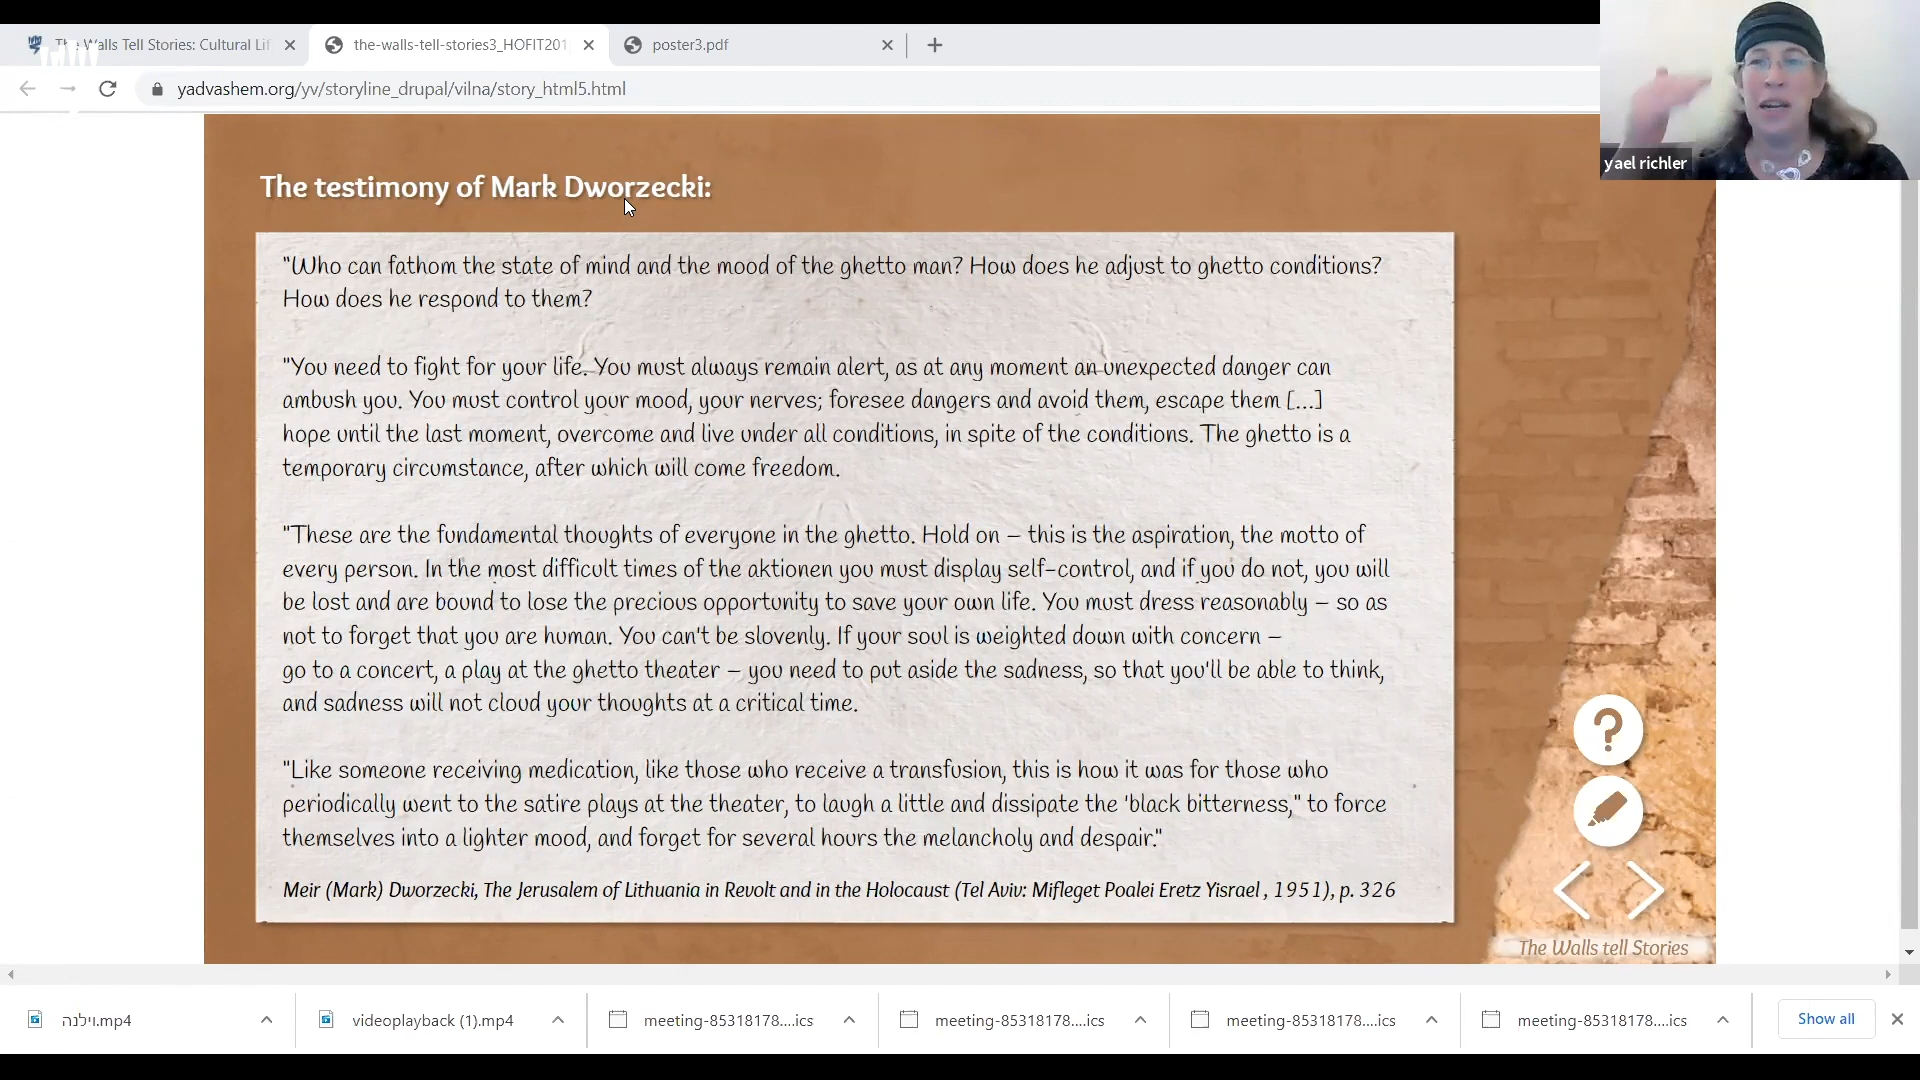 The Walls Tell Stories: Cultural Lif
the-walls-tell-stories3_HOFIT201
poster3.pdf
yadvashem.org/yv/storyline_drupal/vilna/story_html5.html
yael richler
The testimony of Mark Dworzecki:
"Who can fathom the state of mind and the mood of the ghetto man? How does he adjust to ghetto conditions?
How does he respond to them?
"You need to fight for your life. You must always remain alert, as at any moment an unexpected danger can
ambush you. You must control your mood, your nerves; foresee dangers and avoid them, escape them [...]
hope until the last moment, overcome and live under all conditions, in spite of the conditions. The ghetto is a
temporary circumstance, after which will come freedom.
"These are the fundamental thoughts of everyone in the ghetto. Hold on – this is the aspiration, the motto of
every person. In the most difficult times of the aktionen you must display self-control, and if you do not, you will
be lost and are bound to lose the precious opportunity to save your own life. You must dress reasonably – so as
not to forget that you are human. You can't be slovenly. If your soul is weighted down with concern –
go to a concert, a play at the ghetto theater – you need to put aside the sadness, so that you'll be able to think,
and sadness will not cloud your thoughts at a critical time.
"Like someone receiving medication, like those who receive a transfusion, this is how it was for those who
periodically went to the satire plays at the theater, to laugh a little and dissipate the 'black bitterness," to force
themselves into a lighter mood, and forget for several hours the melancholy and despair."
Meir (Mark) Dworzecki, The Jerusalem of Lithuania in Revolt and in the Holocaust (Tel Aviv: Mifleget Poalei Eretz Yisrael , 1951), p. 326
?
The Walls tell Stories
וילנה.mp4
videoplayback (1).mp4
meeting-85318178....ics
meeting-85318178....ics
meeting-85318178....ics
meeting-85318178....ics
Show all